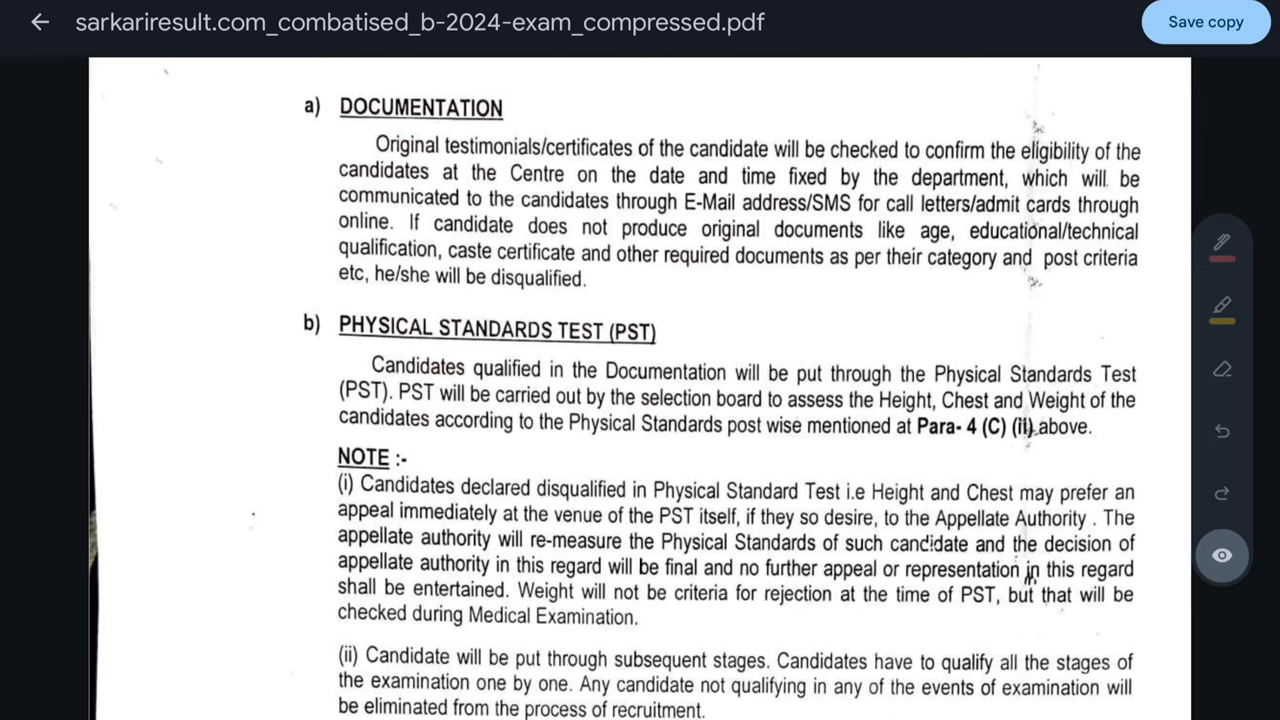 sarkariresult.com_combatised_b-2024-exam_compressed.pdf
Save copy
a) DOCUMENTATION
Original testimonials/certificates of the candidate will be checked to confirm the eligibility of the
candidates at the Centre on the date and time fixed by the department, which will be
communicated to the candidates through E-Mail address/SMS for call letters/admit cards through
online. If candidate does not produce original documents like age, educational/technical
qualification, caste certificate and other required documents as per their category and post criteria
etc, he/she will be disqualified.
b) PHYSICAL STANDARDS TEST (PST)
Candidates qualified in the Documentation will be put through the Physical Standards Test
(PST). PST will be carried out by the selection board to assess the Height, Chest and Weight of the
candidates according to the Physical Standards post wise mentioned at Para- 4 (C) (ii) above.
NOTE :-
(i) Candidates declared disqualified in Physical Standard Test i.e Height and Chest may prefer an
appeal immediately at the venue of the PST itself, if they so desire, to the Appellate Authority . The
appellate authority will re-measure the Physical Standards of such candidate and the decision of
appellate authority in this regard will be final and no further appeal or representation in this regard
shall be entertained. Weight will not be criteria for rejection at the time of PST, but that will be
checked during Medical Examination.
(ii) Candidate will be put through subsequent stages. Candidates have to qualify all the stages of
the examination one by one. Any candidate not qualifying in any of the events of examination will
be eliminated from the process of recruitment.